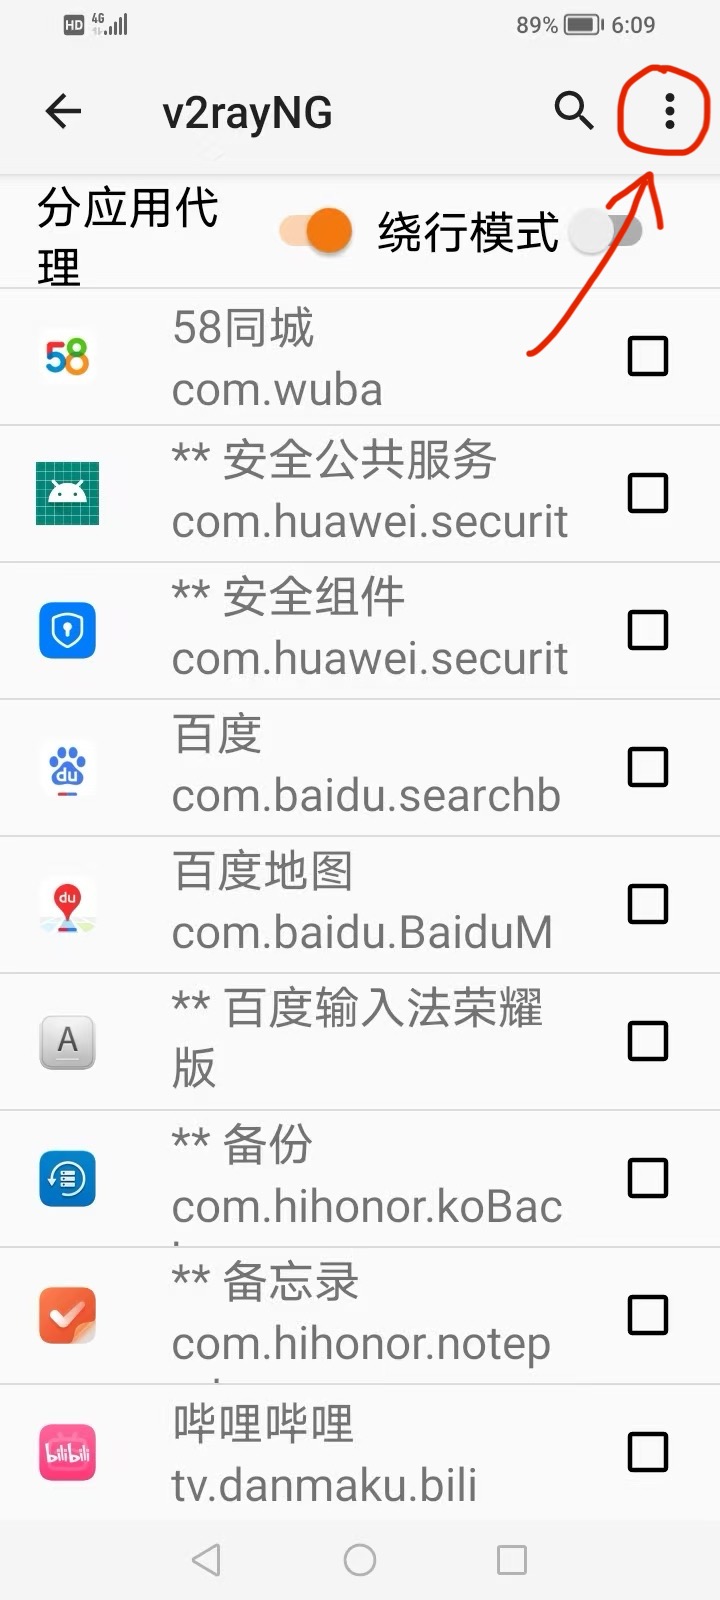 HD 4G 89% 6:09
v2rayNG
分应用代
理
绕行模式
58
58同城
com.wuba
** 安全公共服务
com.huawei.securit
** 安全组件
com.huawei.securit
du
百度
com.baidu.searchb
du
百度地图
com.baidu.BaiduM
A
** 百度输入法荣耀
版
** 备份
com.hihonor.koBac
** 备忘录
com.hihonor.notep
bilibili
哔哩哔哩
tv.danmaku.bili